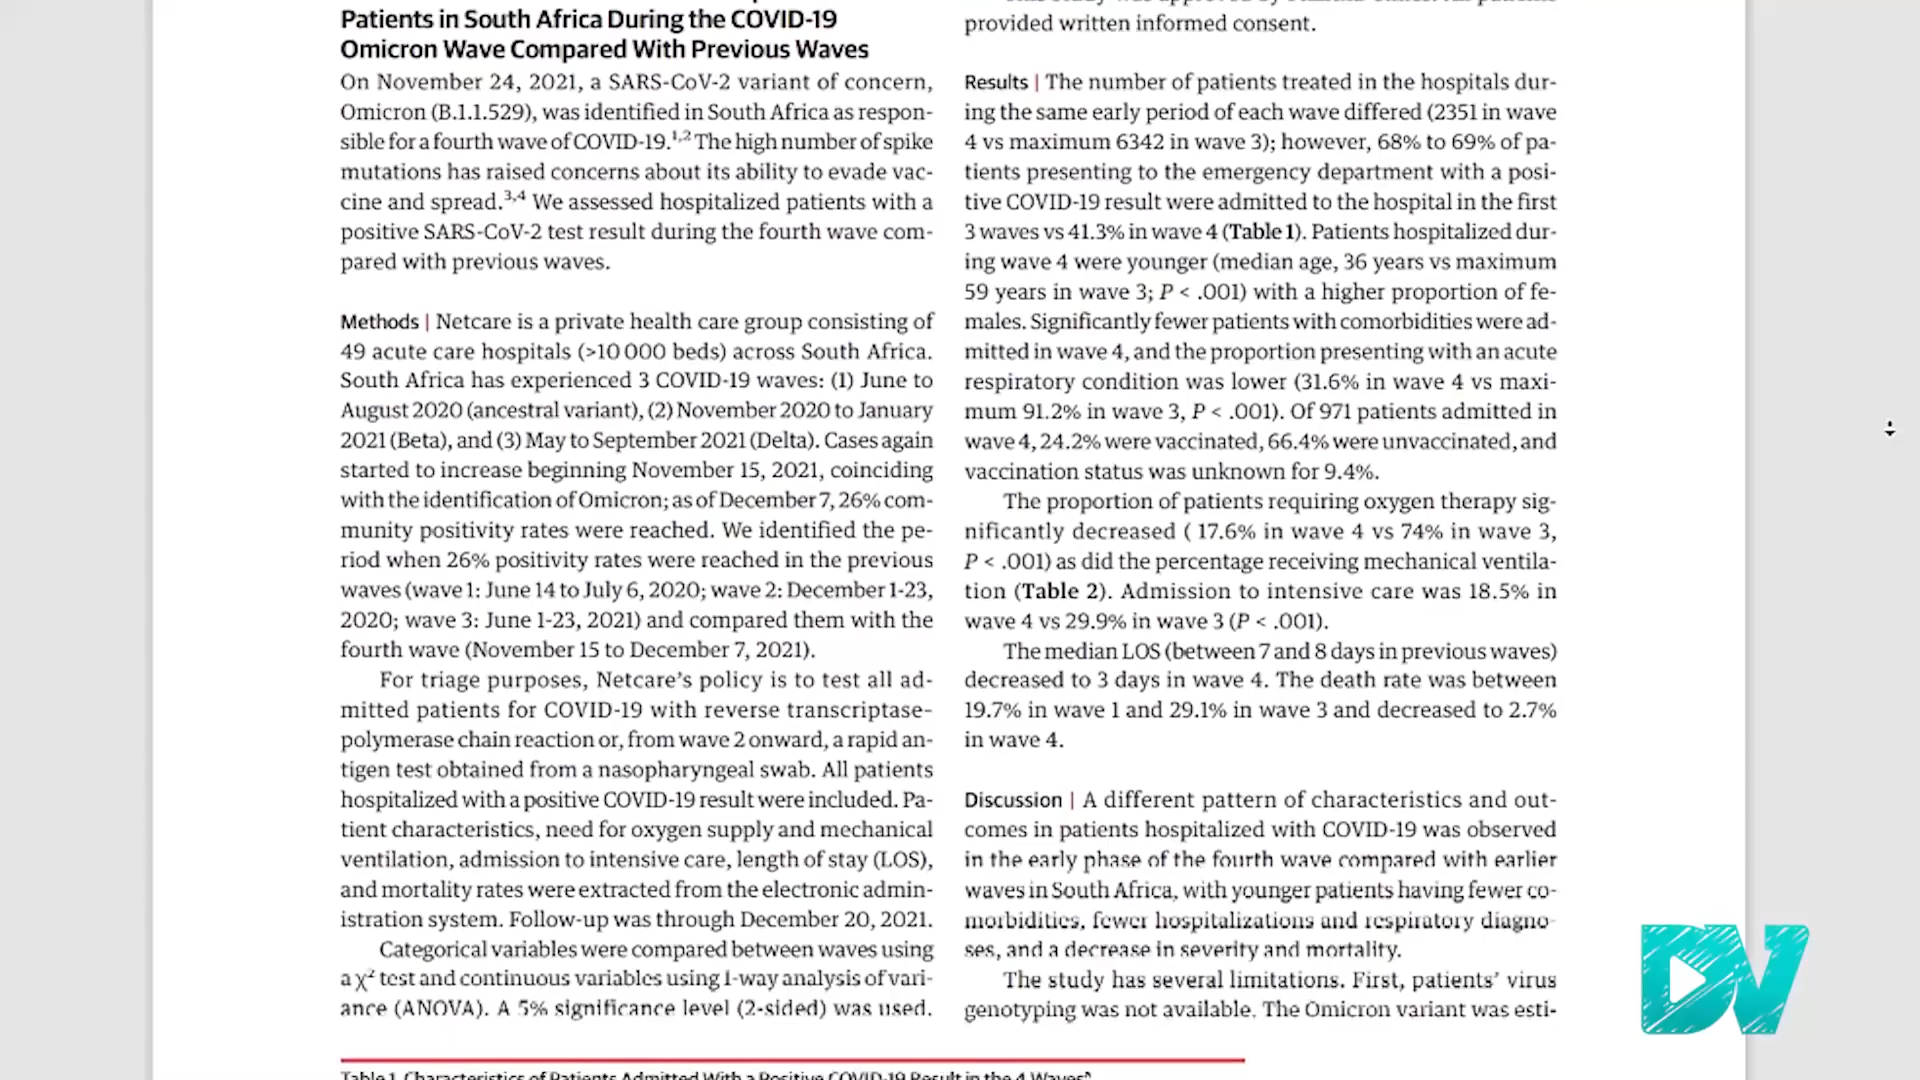 Patients in South Africa During the COVID-19
Omicron Wave Compared With Previous Waves
On November 24, 2021, a SARS-CoV-2 variant of concern,
Omicron (B.1.1.529), was identified in South Africa as respon-
sible for a fourth wave of COVID-19.¹,² The high number of spike
mutations has raised concerns about its ability to evade vac-
cine and spread.³,⁴ We assessed hospitalized patients with a
positive SARS-CoV-2 test result during the fourth wave com-
pared with previous waves.
Methods | Netcare is a private health care group consisting of
49 acute care hospitals (>10 000 beds) across South Africa.
South Africa has experienced 3 COVID-19 waves: (1) June to
August 2020 (ancestral variant), (2) November 2020 to January
2021 (Beta), and (3) May to September 2021 (Delta). Cases again
started to increase beginning November 15, 2021, coinciding
with the identification of Omicron; as of December 7, 26% com-
munity positivity rates were reached. We identified the pe-
riod when 26% positivity rates were reached in the previous
waves (wave 1: June 14 to July 6, 2020; wave 2: December 1-23,
2020; wave 3: June 1-23, 2021) and compared them with the
fourth wave (November 15 to December 7, 2021).
For triage purposes, Netcare's policy is to test all ad-
mitted patients for COVID-19 with reverse transcriptase-
polymerase chain reaction or, from wave 2 onward, a rapid an-
tigen test obtained from a nasopharyngeal swab. All patients
hospitalized with a positive COVID-19 result were included. Pa-
tient characteristics, need for oxygen supply and mechanical
ventilation, admission to intensive care, length of stay (LOS),
and mortality rates were extracted from the electronic admin-
istration system. Follow-up was through December 20, 2021.
Categorical variables were compared between waves using
a χ² test and continuous variables using 1-way analysis of vari-
ance (ANOVA). A 5% significance level (2-sided) was used.
provided written informed consent.
Results | The number of patients treated in the hospitals dur-
ing the same early period of each wave differed (2351 in wave
4 vs maximum 6342 in wave 3); however, 68% to 69% of pa-
tients presenting to the emergency department with a posi-
tive COVID-19 result were admitted to the hospital in the first
3 waves vs 41.3% in wave 4 (Table 1). Patients hospitalized dur-
ing wave 4 were younger (median age, 36 years vs maximum
59 years in wave 3; P < .001) with a higher proportion of fe-
males. Significantly fewer patients with comorbidities were ad-
mitted in wave 4, and the proportion presenting with an acute
respiratory condition was lower (31.6% in wave 4 vs maxi-
mum 91.2% in wave 3, P < .001). Of 971 patients admitted in
wave 4, 24.2% were vaccinated, 66.4% were unvaccinated, and
vaccination status was unknown for 9.4%.
The proportion of patients requiring oxygen therapy sig-
nificantly decreased ( 17.6% in wave 4 vs 74% in wave 3,
P < .001) as did the percentage receiving mechanical ventila-
tion (Table 2). Admission to intensive care was 18.5% in
wave 4 vs 29.9% in wave 3 (P < .001).
The median LOS (between 7 and 8 days in previous waves)
decreased to 3 days in wave 4. The death rate was between
19.7% in wave 1 and 29.1% in wave 3 and decreased to 2.7%
in wave 4.
Discussion | A different pattern of characteristics and out-
comes in patients hospitalized with COVID-19 was observed
in the early phase of the fourth wave compared with earlier
waves in South Africa, with younger patients having fewer co-
morbidities, fewer hospitalizations and respiratory diagno-
ses, and a decrease in severity and mortality.
The study has several limitations. First, patients' virus
genotyping was not available. The Omicron variant was esti-
Table 1. Characteristics of Patients Admitted With a Positive COVID-19 Result in the 4 Waves
DV